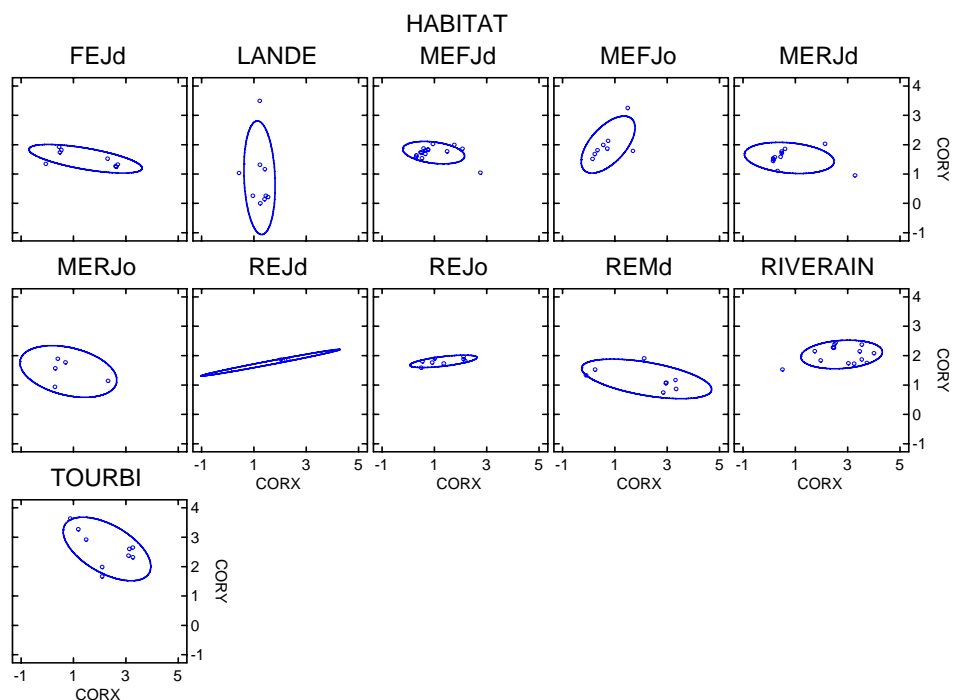 HABITAT
FEJd LANDE MEFJd MEFJo MERJd
4
3
2
1
0
-1
CORY
MERJo REJd REJo REMd RIVERAIN
4
3
2
1
0
-1
CORY
-1 1 3 5 -1 1 3 5 -1 1 3 5 -1 1 3 5
CORX CORX CORX CORX
TOURBI
4
3
2
1
0
-1
CORY
-1 1 3 5
CORX